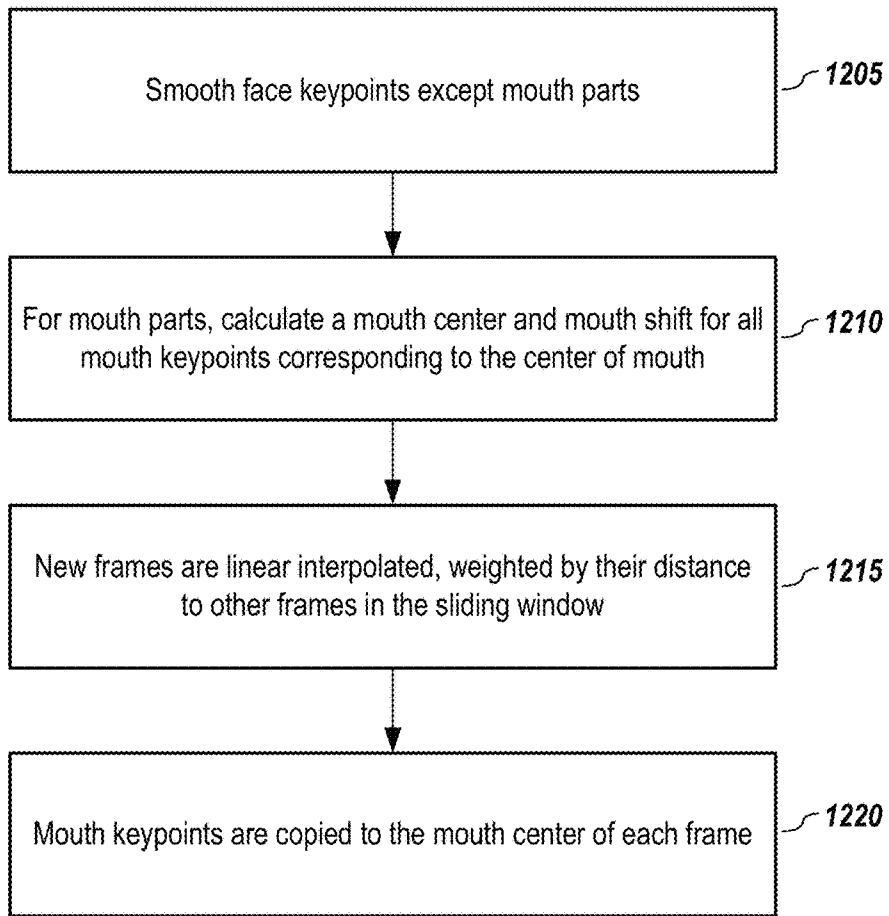 Smooth face keypoints except mouth parts
1205
For mouth parts, calculate a mouth center and mouth shift for all
mouth keypoints corresponding to the center of mouth
1210
New frames are linear interpolated, weighted by their distance
to other frames in the sliding window
1215
Mouth keypoints are copied to the mouth center of each frame
1220